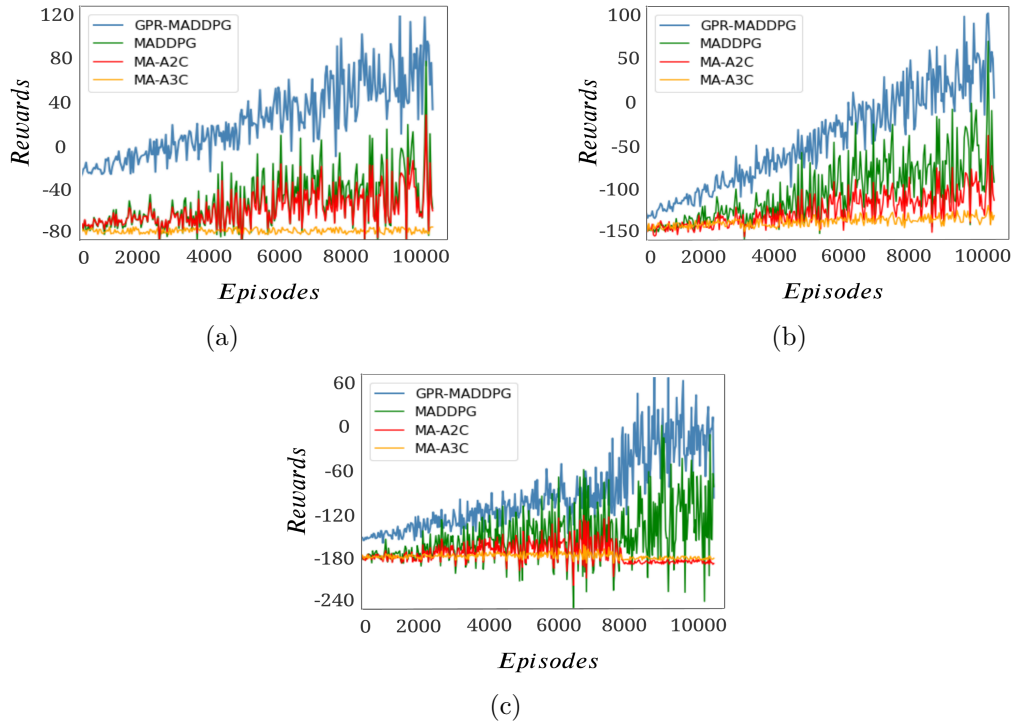 120
80
40
0
-40
-80
Rewards
GPR-MADDPG
MADDPG
MA-A2C
MA-A3C
0 2000 4000 6000 8000 10000
Episodes
(a)
100
50
0
-50
-100
-150
Rewards
GPR-MADDPG
MADDPG
MA-A2C
MA-A3C
0 2000 4000 6000 8000 10000
Episodes
(b)
60
0
-60
-120
-180
-240
Rewards
GPR-MADDPG
MADDPG
MA-A2C
MA-A3C
0 2000 4000 6000 8000 10000
Episodes
(c)